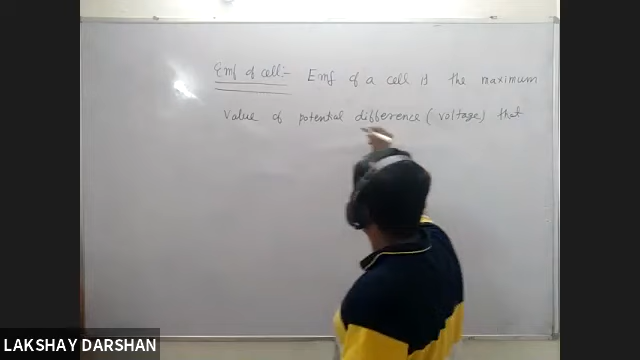 Emf of cell:- Emf of a cell is the maximum
value of potential difference (voltage) that
LAKSHAY DARSHAN